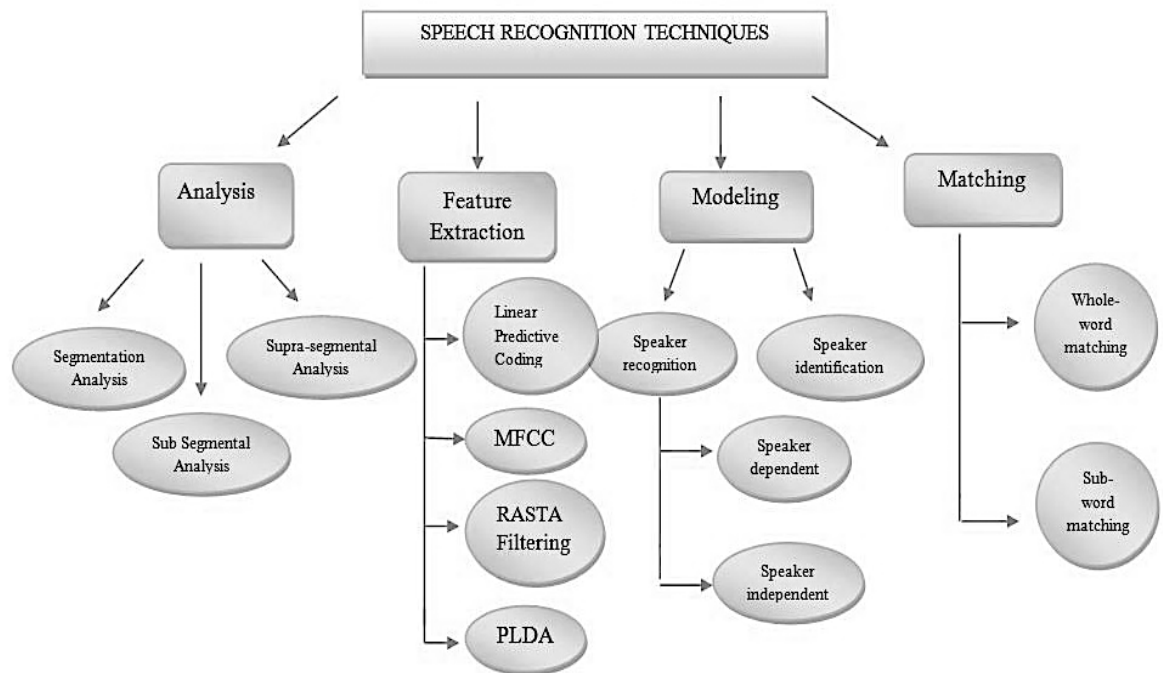 SPEECH RECOGNITION TECHNIQUES
Analysis
Feature
Extraction
Modeling
Matching
Segmentation
Analysis
Sub Segmental
Analysis
Supra-segmental
Analysis
Linear
Predictive
Coding
MFCC
RASTA
Filtering
PLDA
Speaker
recognition
Speaker
identification
Speaker
dependent
Speaker
independent
Whole-
word
matching
Sub-
word
matching